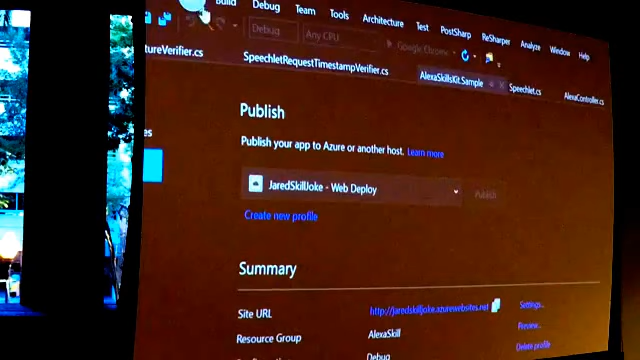 Build Debug Team Tools Architecture Test PostSharp ReSharper Analyze Window Help
Debug Any CPU Google Chrome
tureVerifier.cs SpeechletRequestTimestampVerifier.cs AlexaSkillsKit.Sample Speechlet.cs AlexaController.cs
Publish
es
Publish your app to Azure or another host. Learn more
JaredSkillJoke - Web Deploy Publish
Create new profile
Summary
Site URL http://jaredskilljoke.azurewebsites.net Settings...
Resource Group AlexaSkill Preview...
Debug Delete profile